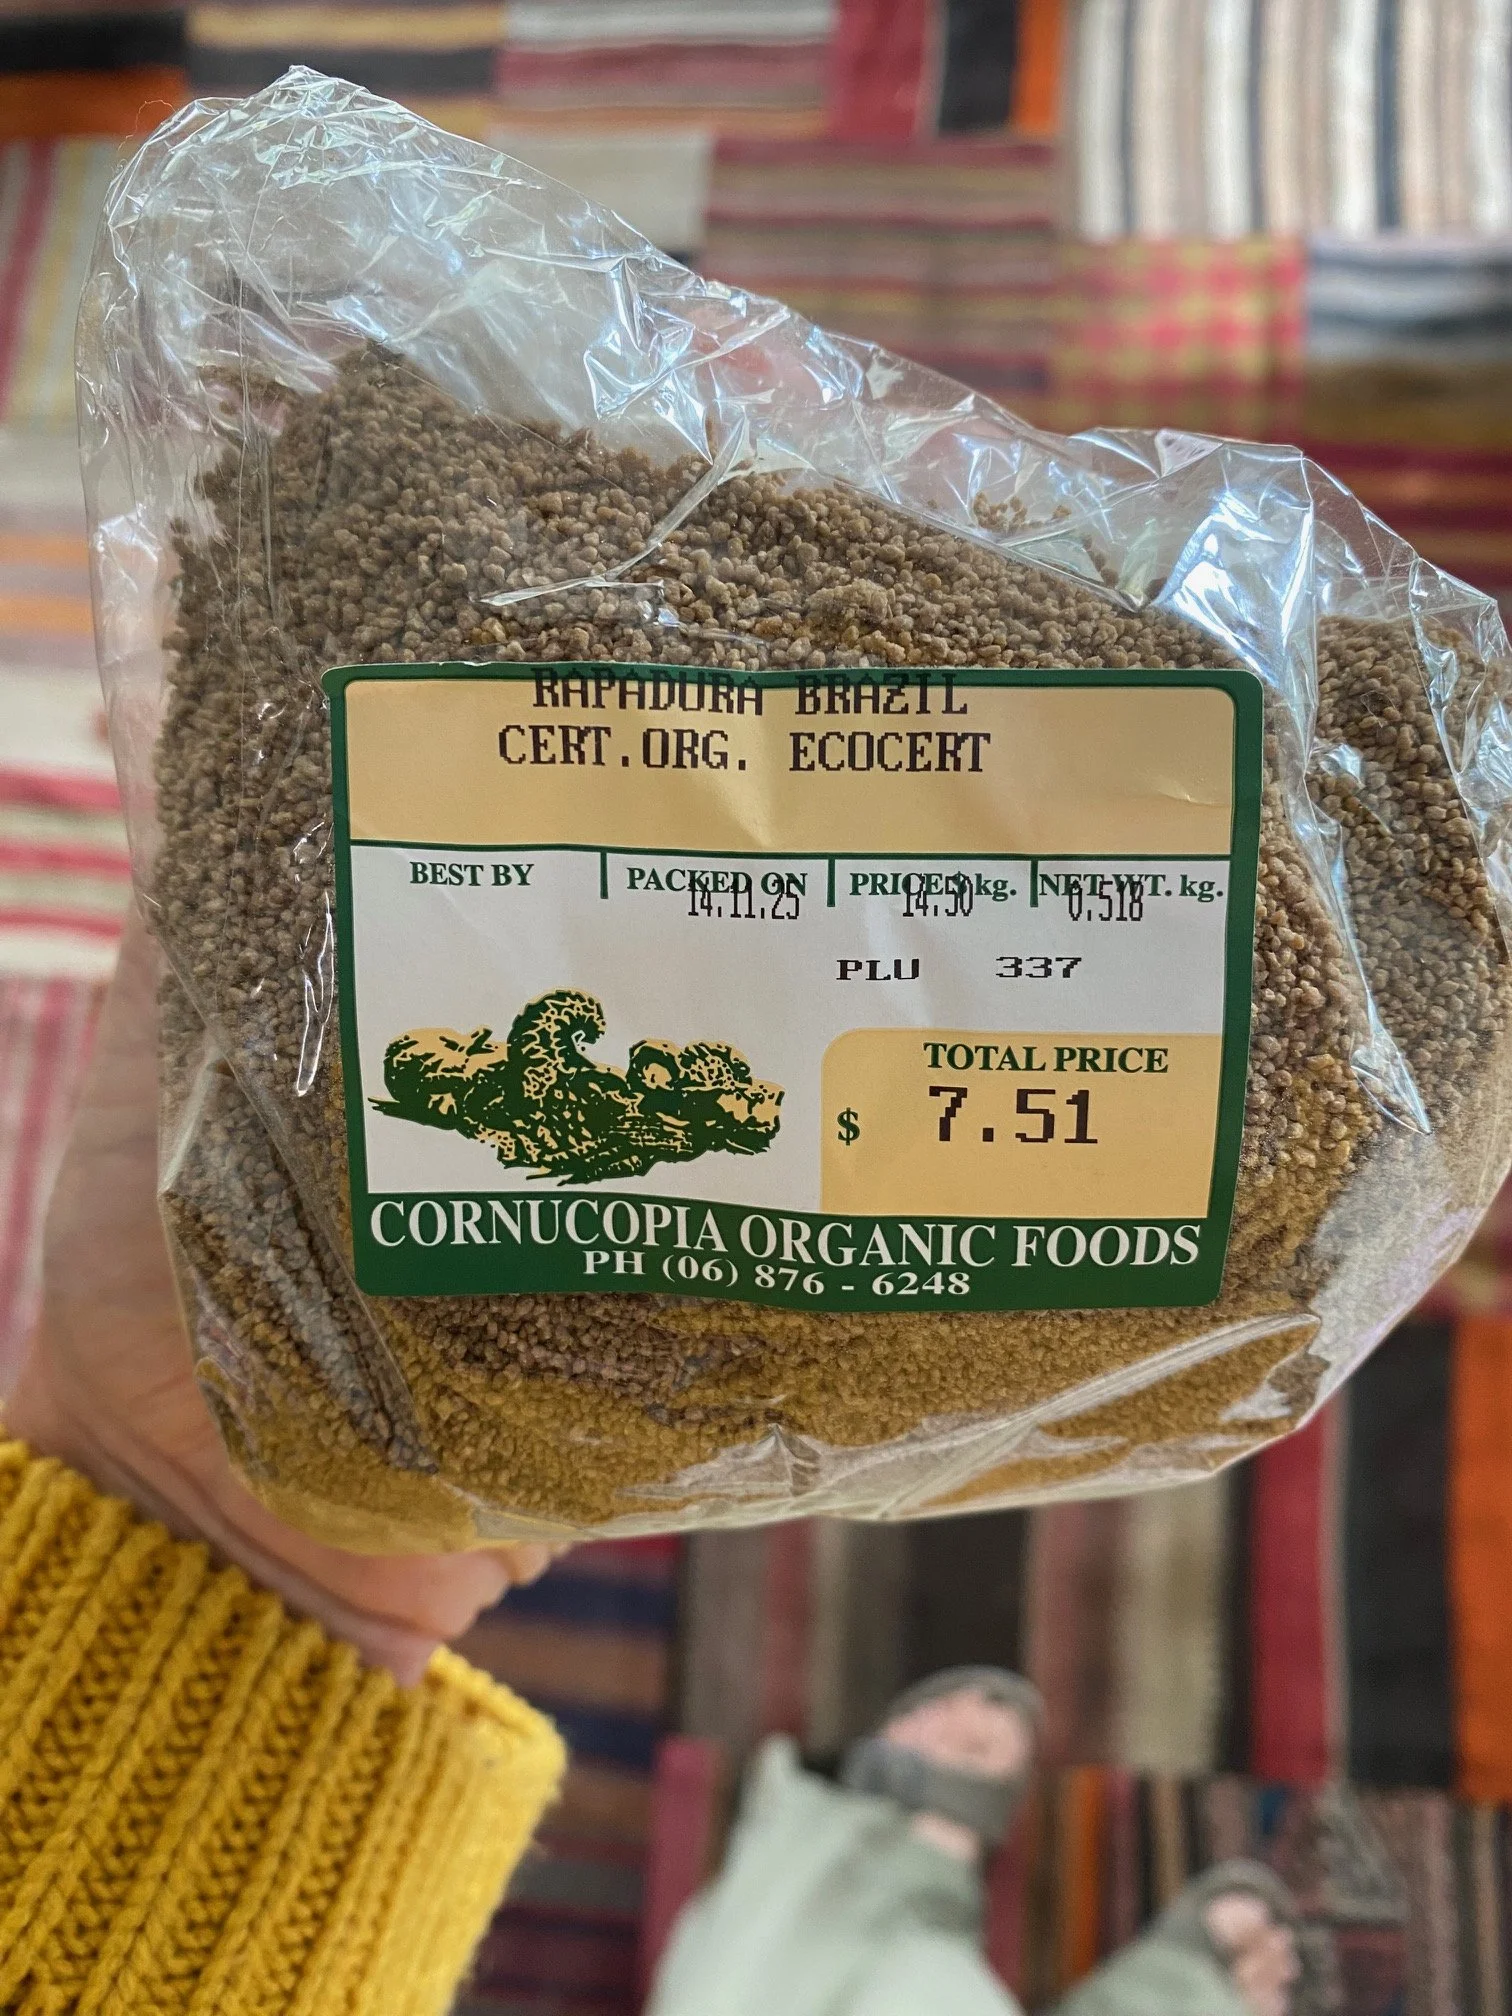 RAPADURA BRAZIL
CERT.ORG. ECOCERT
BEST BY PACKED ON PRICE $ kg. NET WT. kg.
14.11.25 14.50 0.518
PLU 337
TOTAL PRICE
$ 7.51
CORNUCOPIA ORGANIC FOODS
PH (06) 876 - 6248